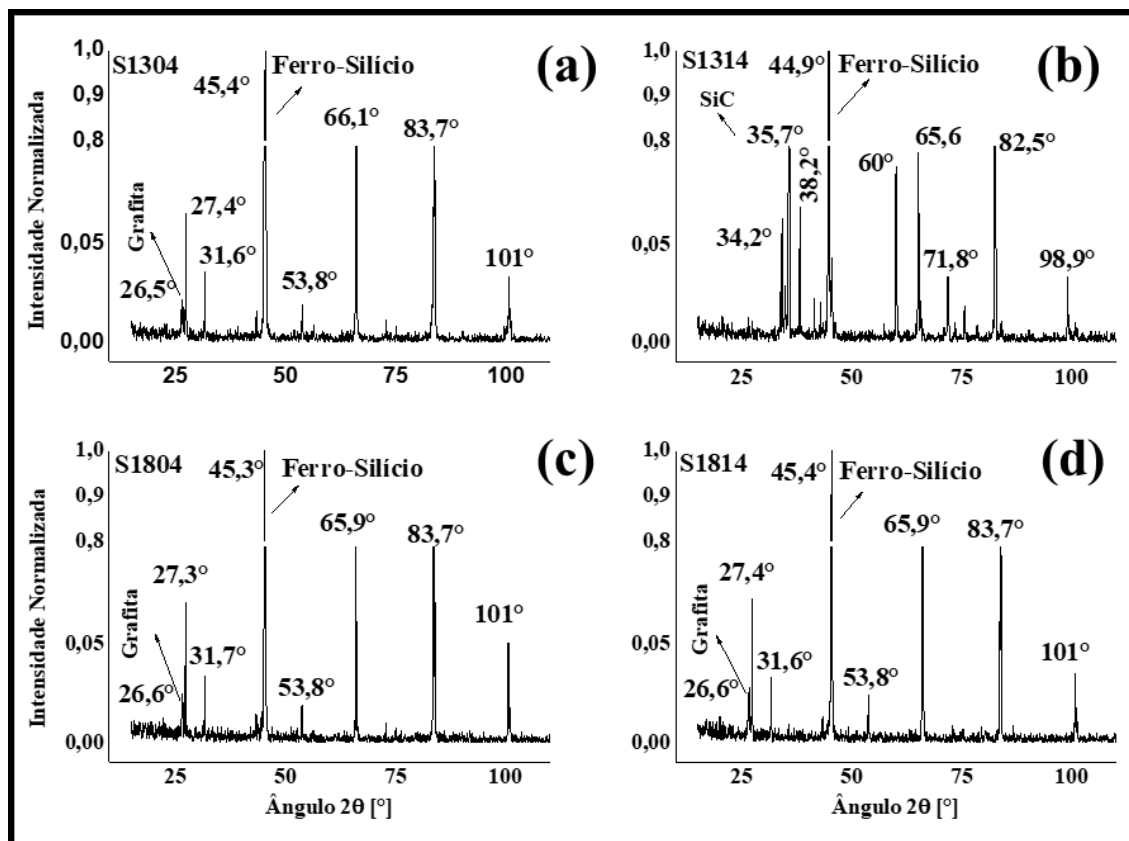 (a)
S1304
Ferro-Silício
45,4°
66,1°
83,7°
Grafita
27,4°
31,6°
26,5°
53,8°
101°
Intensidade Normalizada
1,0
0,9
0,8
0,05
0,00
25 50 75 100
(b)
S1314
44,9°
Ferro-Silício
SiC
35,7°
38,2°
60°
65,6
82,5°
34,2°
71,8°
98,9°
1,0
0,9
0,8
0,05
0,00
25 50 75 100
(c)
S1804
45,3°
Ferro-Silício
65,9°
83,7°
27,3°
Grafita
31,7°
26,6°
53,8°
101°
Intensidade Normalizada
1,0
0,9
0,8
0,05
0,00
25 50 75 100
Ângulo 2θ [°]
(d)
S1814
45,4°
Ferro-Silício
65,9°
83,7°
27,4°
Grafita
31,6°
26,6°
53,8°
101°
1,0
0,9
0,8
0,05
0,00
25 50 75 100
Ângulo 2θ [°]